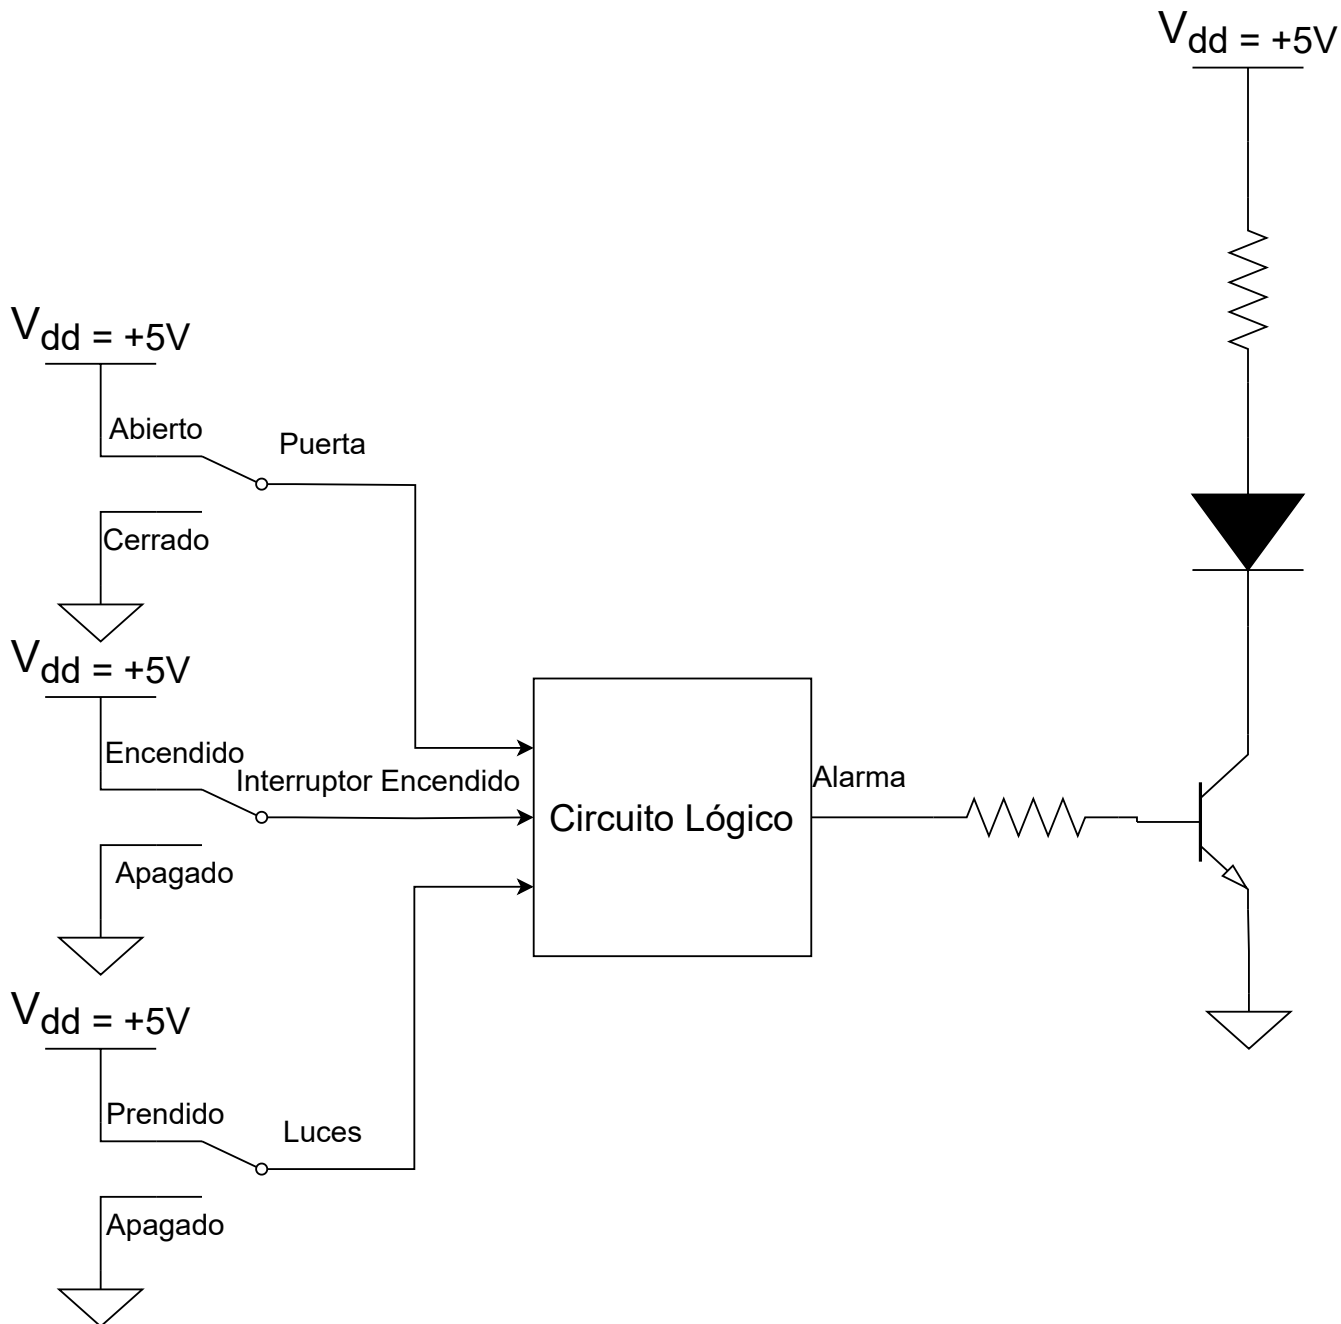 Vdd = +5V
Vdd = +5V
Abierto
Puerta
Cerrado
Vdd = +5V
Encendido
Interruptor Encendido
Alarma
Circuito Lógico
Apagado
Vdd = +5V
Prendido
Luces
Apagado